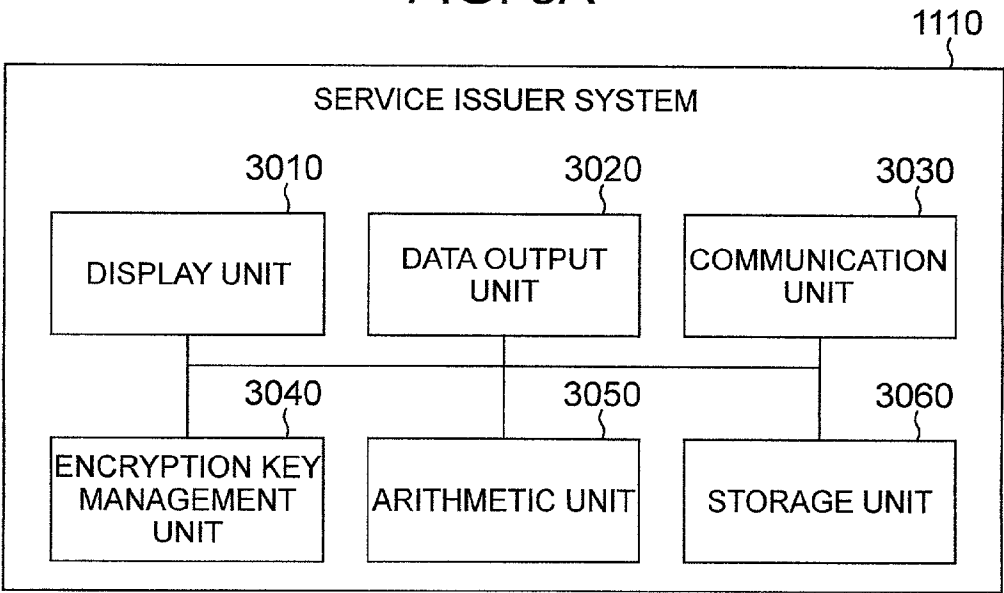 1110
SERVICE ISSUER SYSTEM
3010
3020
3030
DISPLAY UNIT
DATA OUTPUT
UNIT
COMMUNICATION
UNIT
3040
3050
3060
ENCRYPTION KEY
MANAGEMENT
UNIT
ARITHMETIC UNIT
STORAGE UNIT